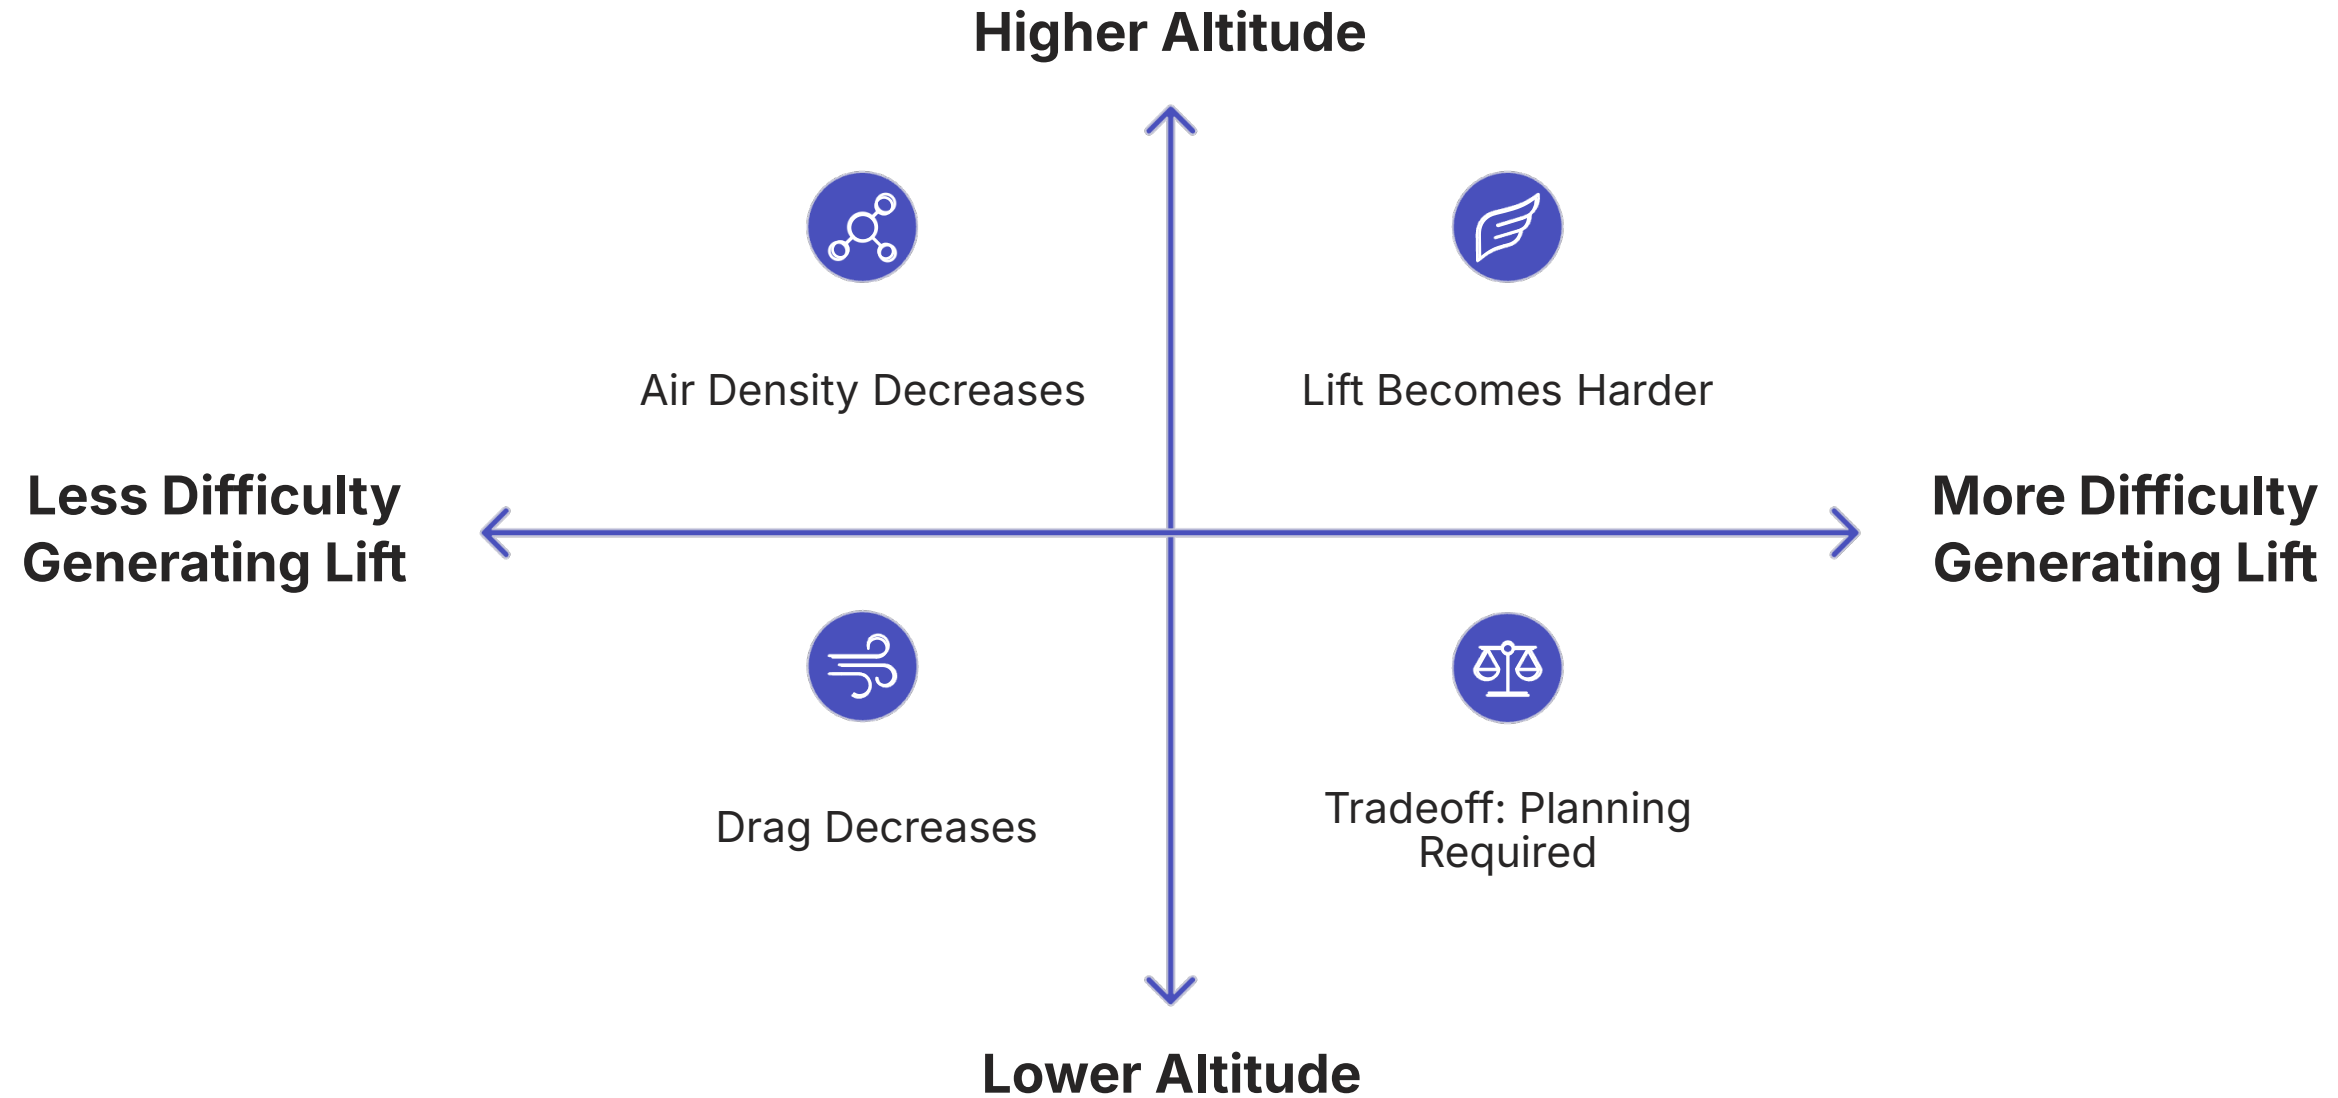 Higher Altitude
Air Density Decreases
Lift Becomes Harder
Less Difficulty
Generating Lift
More Difficulty
Generating Lift
Drag Decreases
Tradeoff: Planning
Required
Lower Altitude